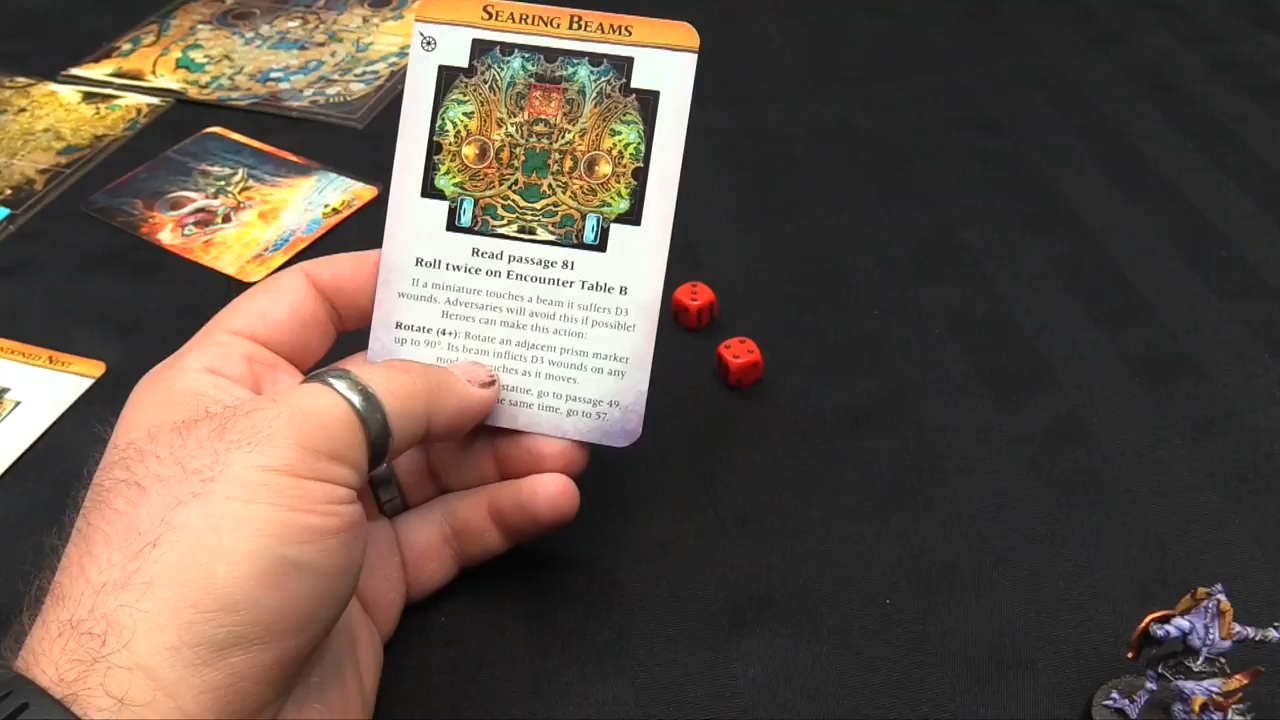 SEARING BEAMS
Read passage 81
Roll twice on Encounter Table B
If a miniature touches a beam it suffers D3
wounds. Adversaries will avoid this if possible!
Heroes can make this action:
Rotate (4+): Rotate an adjacent prism marker
up to 90°. Its beam inflicts D3 wounds on any
as it moves.
statue, go to passage 49.
same time, go to 57.
NEST